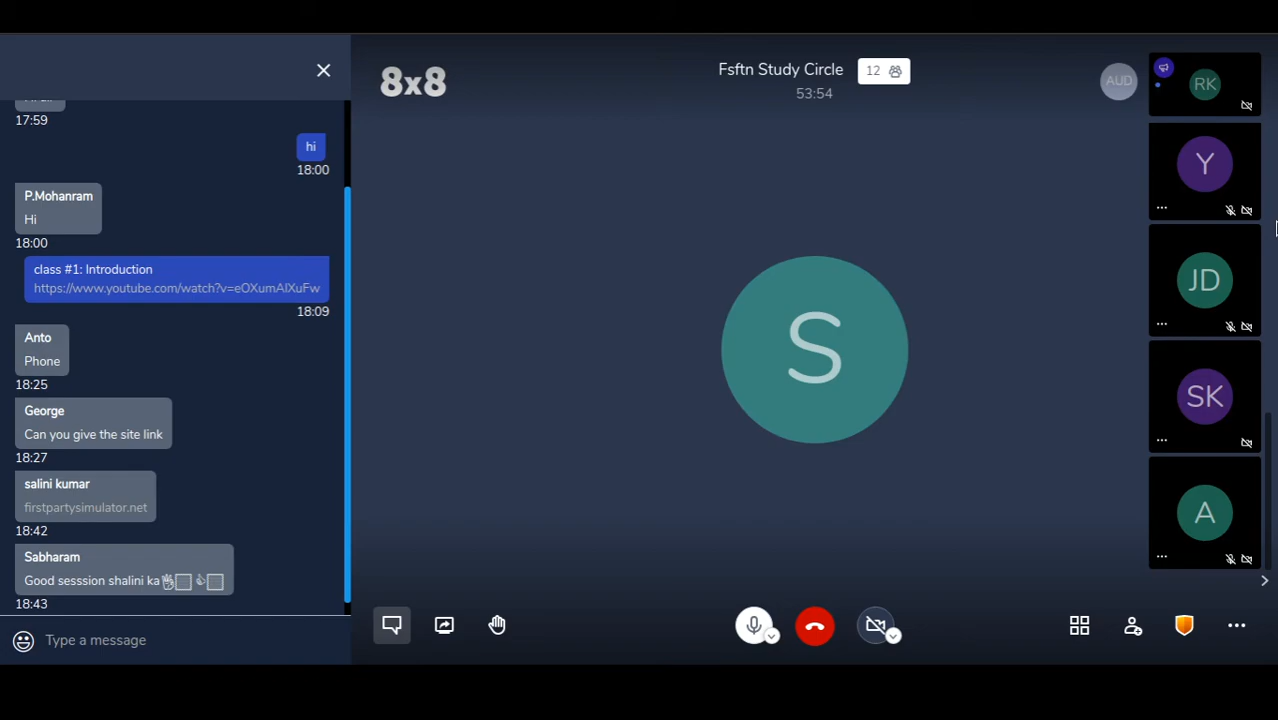 17:59
hi
18:00
P.Mohanram
Hi
18:00
class #1: Introduction
https://www.youtube.com/watch?v=eOXumAlXuFw
18:09
Anto
Phone
18:25
George
Can you give the site link
18:27
salini kumar
firstpartysimulator.net
18:42
Sabharam
Good sesssion shalini ka
18:43
Type a message
8x8
Fsftn Study Circle 12
53:54
S
AUD
RK
Y
JD
SK
A